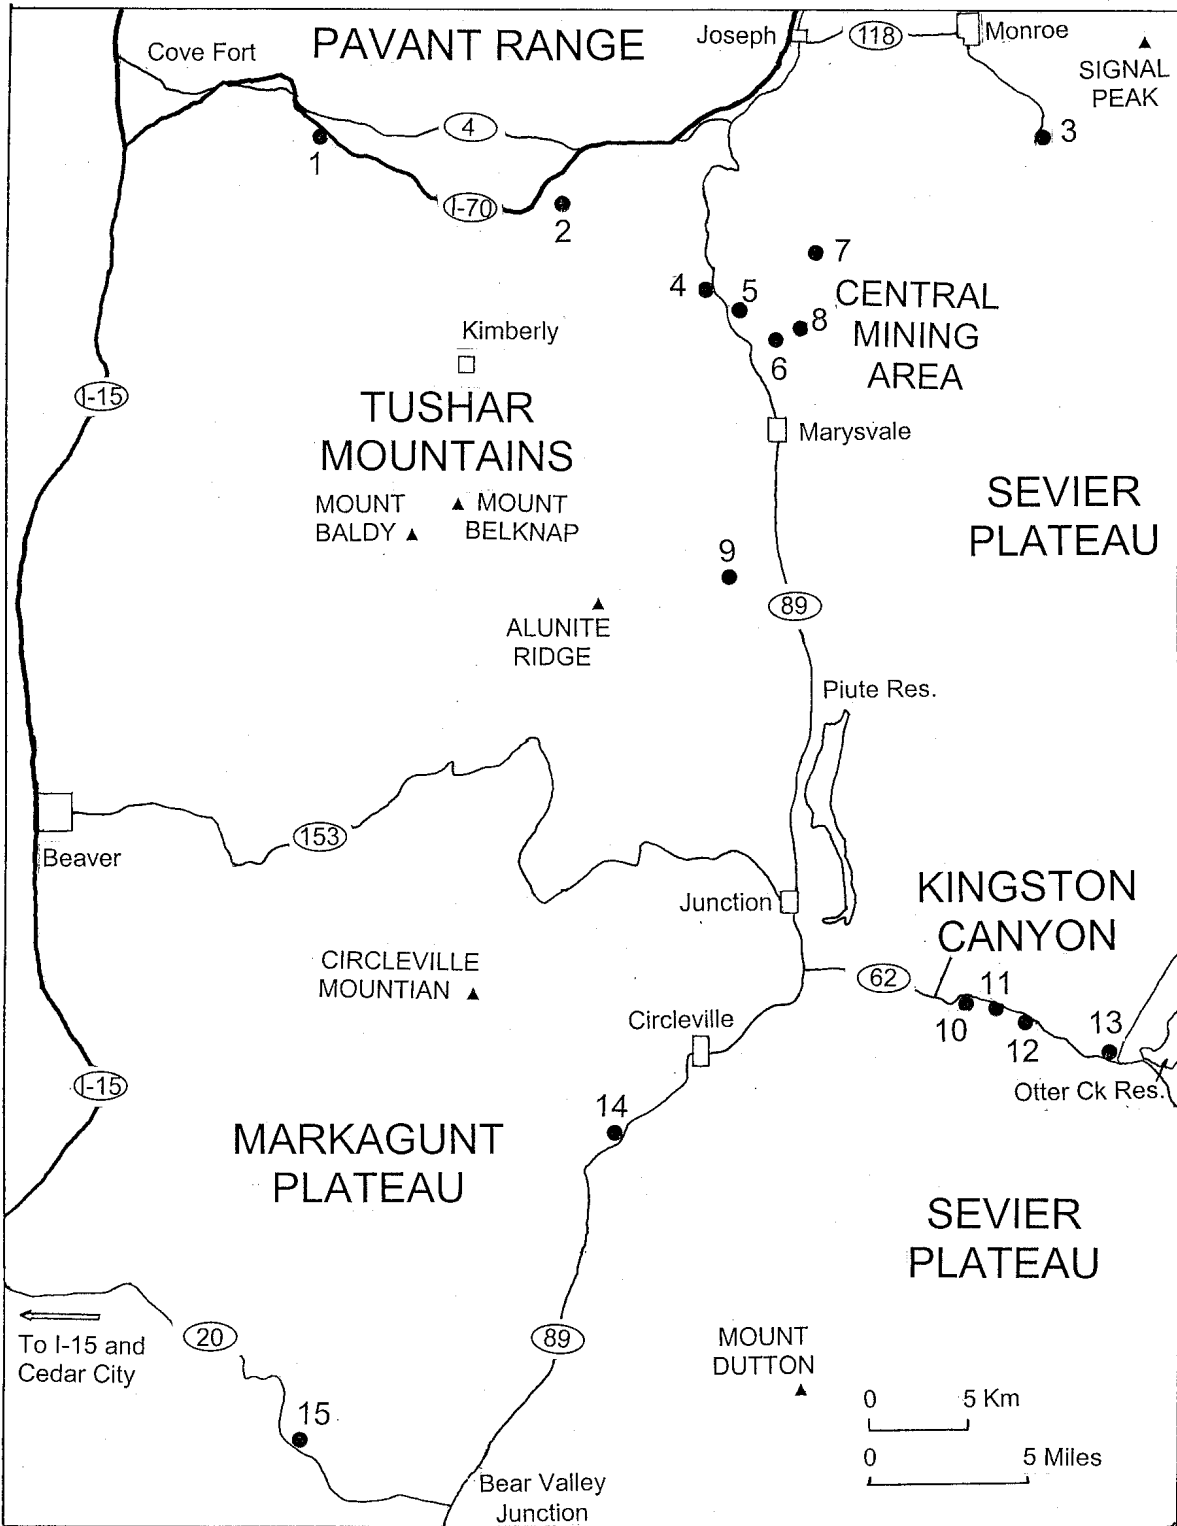 PAVANT RANGE
Cove Fort
Joseph
118
Monroe
SIGNAL
PEAK
4
1
I-70
2
3
7
4
5
8
6
CENTRAL
MINING
AREA
Kimberly
I-15
TUSHAR
MOUNTAINS
Marysvale
MOUNT
BALDY
MOUNT
BELKNAP
SEVIER
PLATEAU
9
89
ALUNITE
RIDGE
Piute Res.
153
Beaver
Junction
KINGSTON
CANYON
CIRCLEVILLE
MOUNTIAN
62
11
10
12
13
Circleville
Otter Ck Res.
I-15
14
MARKAGUNT
PLATEAU
SEVIER
PLATEAU
To I-15 and
Cedar City
20
89
MOUNT
DUTTON
0 5 Km
0 5 Miles
15
Bear Valley
Junction